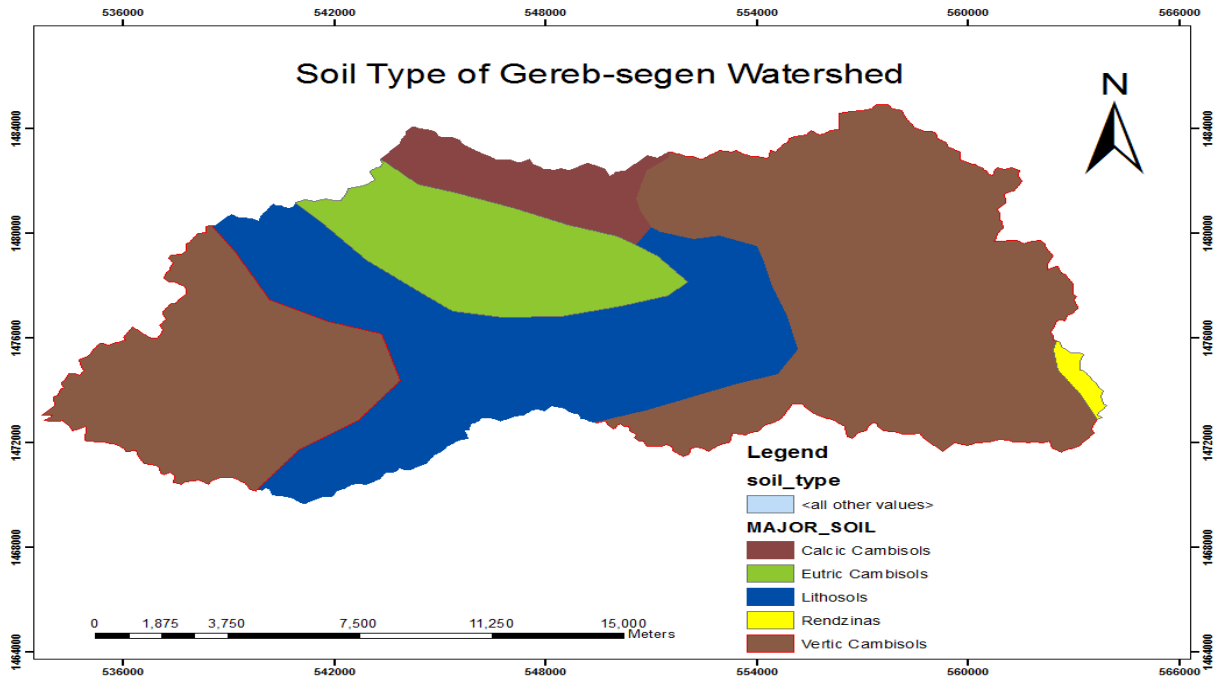 536000 542000 548000 554000 560000 566000
Soil Type of Gereb-segen Watershed
N
1484000 1484000
1480000 1480000
1476000 1476000
1472000 1472000
1468000 1468000
1464000 1464000
Legend
soil_type
<all other values>
MAJOR_SOIL
Calcic Cambisols
Eutric Cambisols
Lithosols
Rendzinas
Vertic Cambisols
0 1,875 3,750 7,500 11,250 15,000
Meters
536000 542000 548000 554000 560000 566000